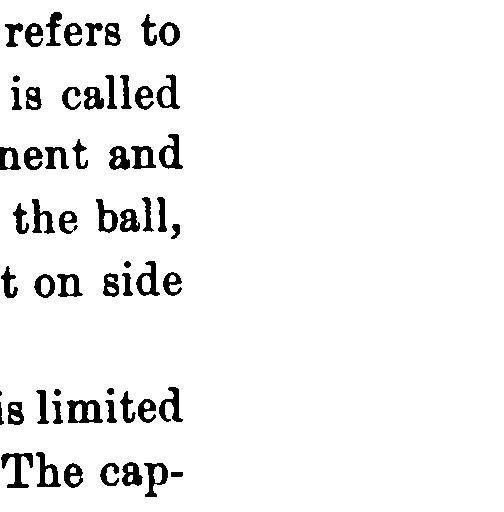 refers to
is called
nent and
the ball,
t on side
is limited
The cap-